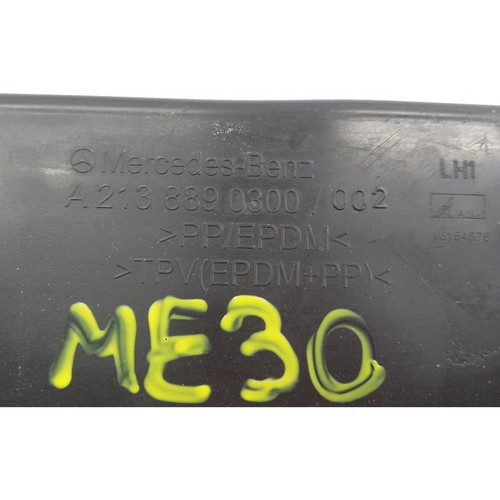 Mercedes-Benz LH1
A 213 889 0300 / 002
>PP/EPDM<
>TPV(EPDM+PP)<
ME30